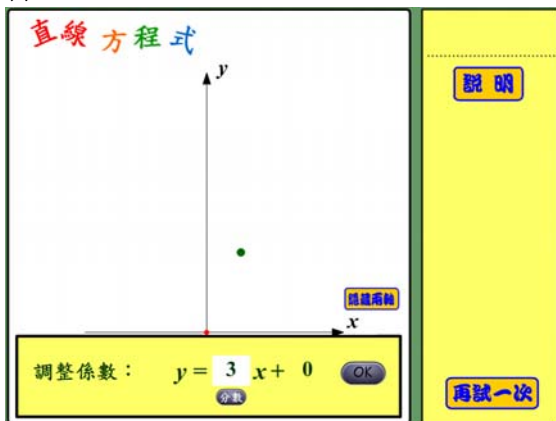 直線方程式
y
說明
隱藏兩軸
x
調整係數： y = 3 x + 0 OK
分數
再試一次